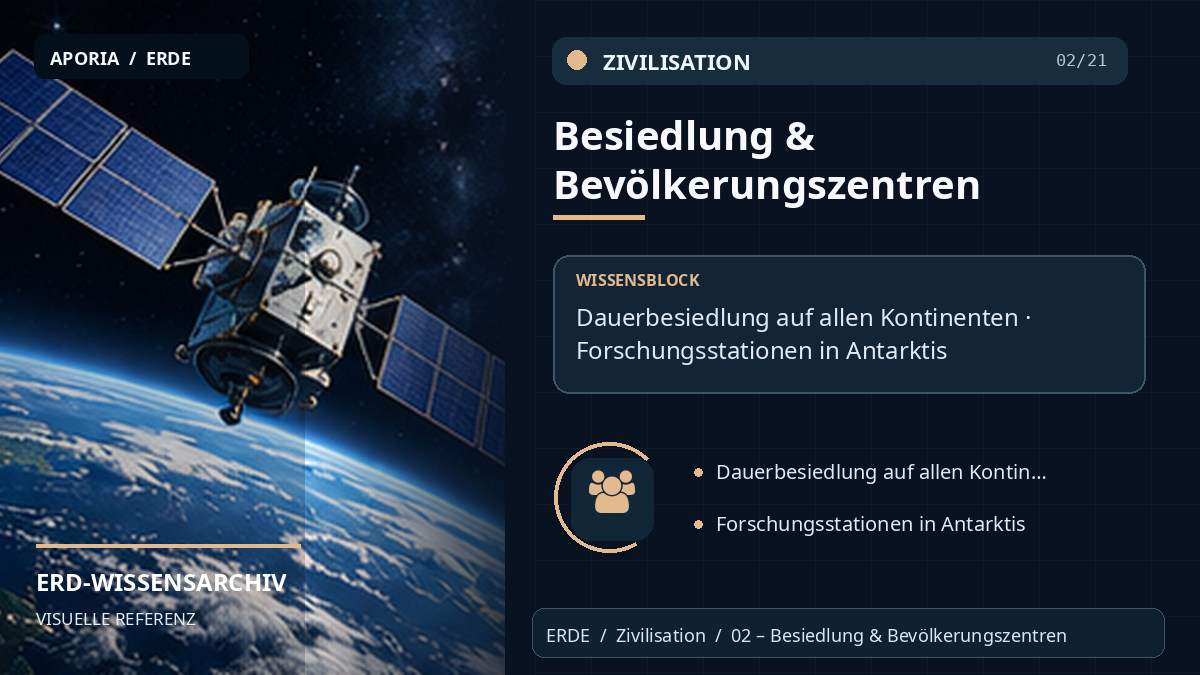 APORIA / ERDE
ERD-WISSENSARCHIV
VISUELLE REFERENZ
ZIVILISATION
02/21
Besiedlung &
Bevölkerungszentren
WISSENSBLOCK
Dauerbesiedlung auf allen Kontinenten ·
Forschungsstationen in Antarktis
Dauerbesiedlung auf allen Kontin...
Forschungsstationen in Antarktis
ERDE / Zivilisation / 02 – Besiedlung & Bevölkerungszentren